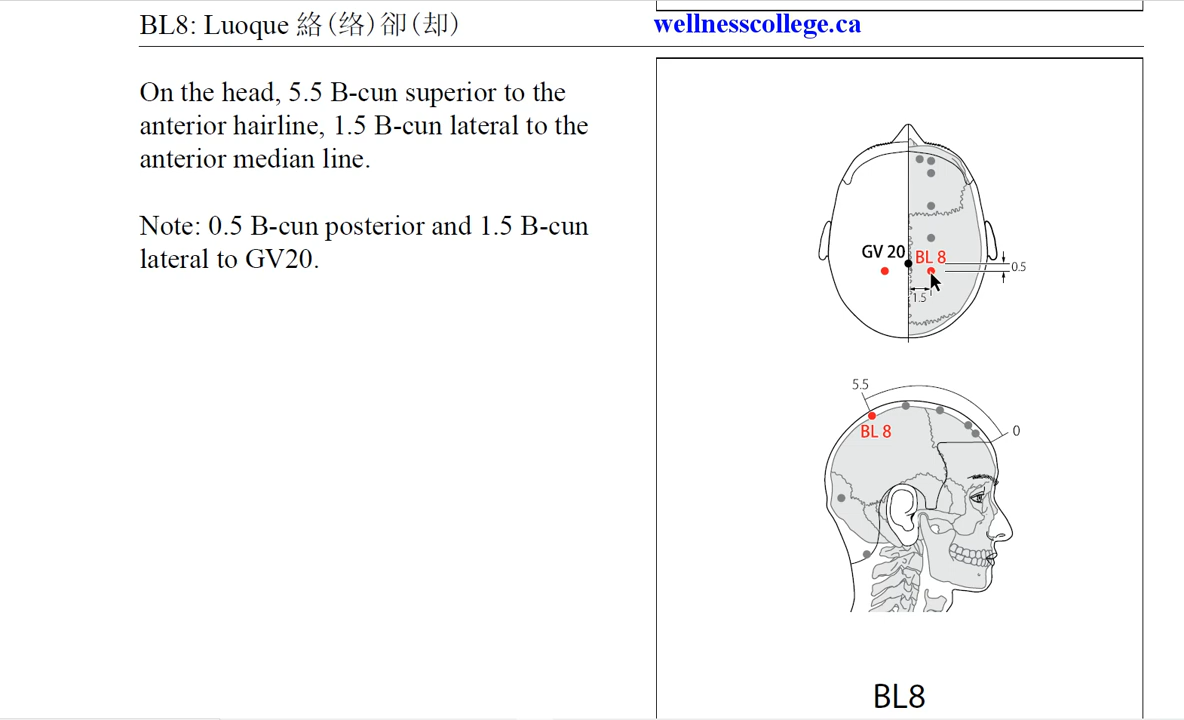 BL8: Luoque 絡(络)卻(却)
wellnesscollege.ca
On the head, 5.5 B-cun superior to the
anterior hairline, 1.5 B-cun lateral to the
anterior median line.
Note: 0.5 B-cun posterior and 1.5 B-cun
lateral to GV20.
GV 20
BL 8
0.5
1.5
5.5
BL 8
0
BL8